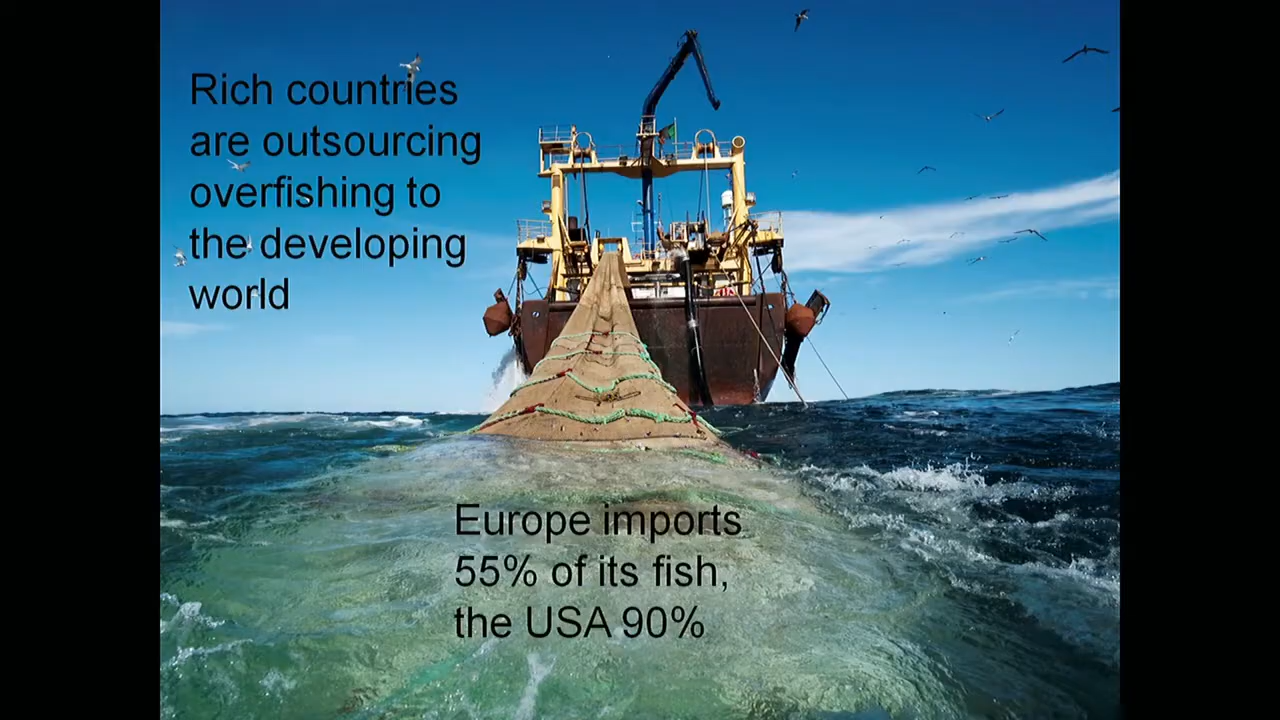 Rich countries
are outsourcing
overfishing to
the developing
world
Europe imports
55% of its fish,
the USA 90%